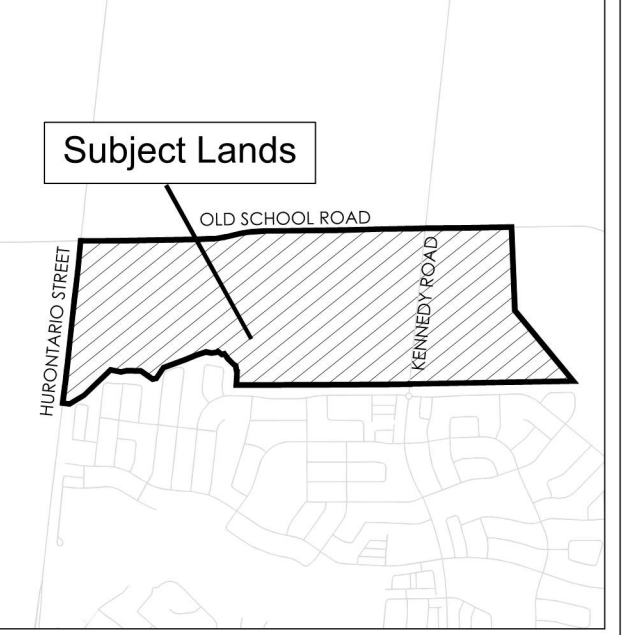 Subject Lands
OLD SCHOOL ROAD
HURONTARIO STREET
KENNEDY ROAD